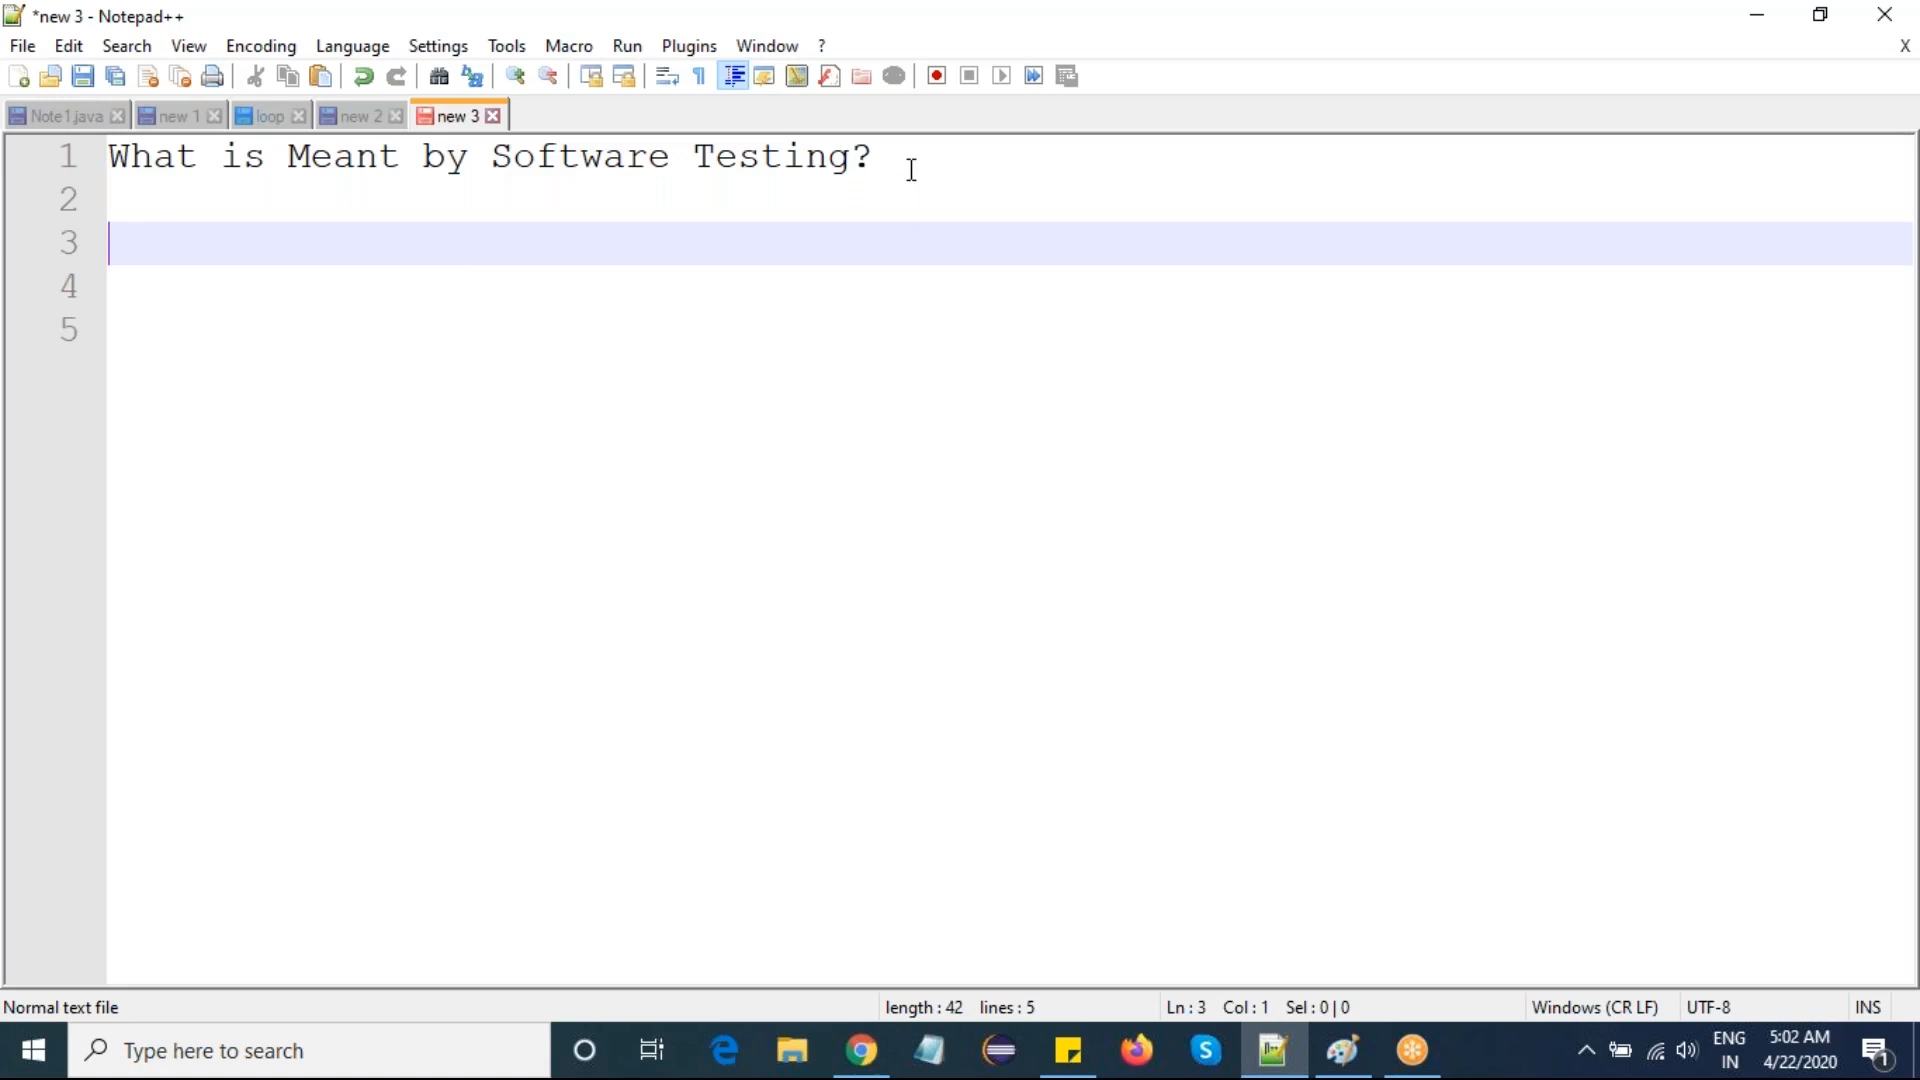 *new 3 - Notepad++
File Edit Search View Encoding Language Settings Tools Macro Run Plugins Window ? X
Note1.java new 1 loop new 2 new 3
1 What is Meant by Software Testing?
2
3
4
5
Normal text file length : 42 lines : 5 Ln : 3 Col : 1 Sel : 0 | 0 Windows (CR LF) UTF-8 INS
Type here to search ENG 5:02 AM
IN 4/22/2020 1